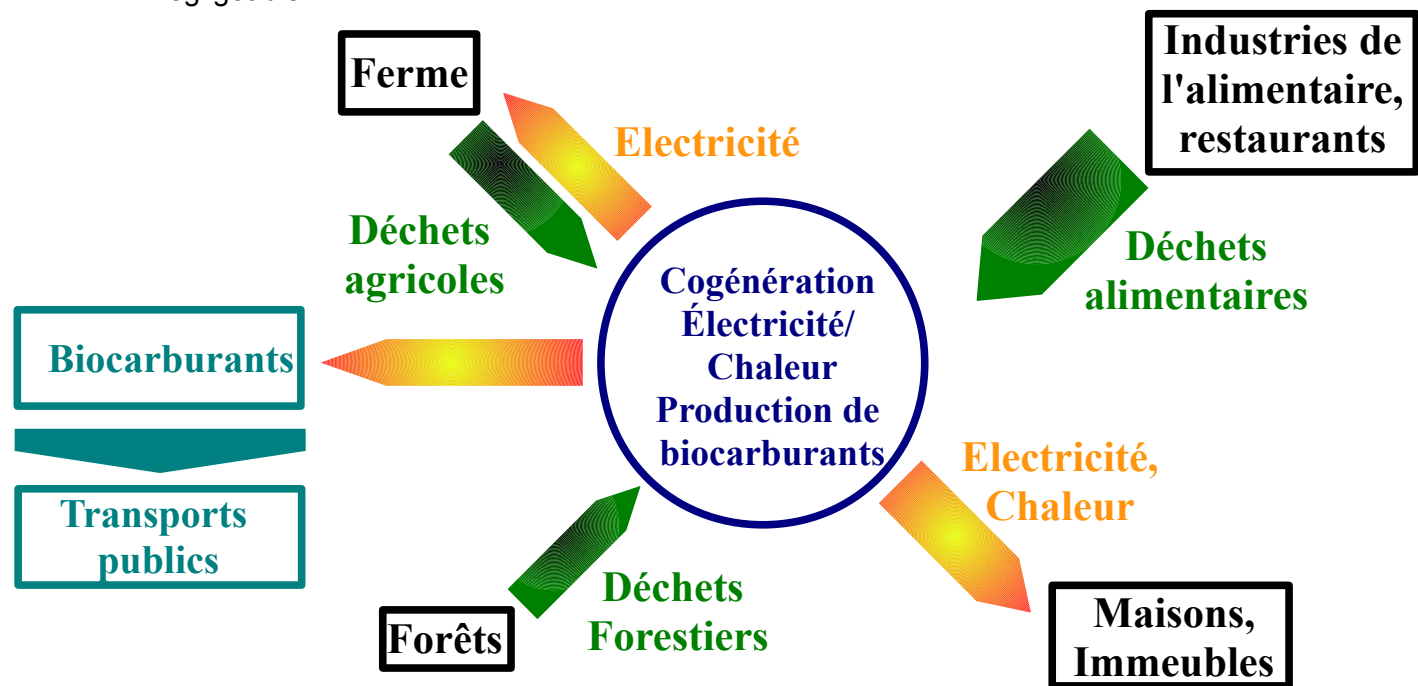 Ferme
Industries de
l'alimentaire,
restaurants
Electricité
Déchets
agricoles
Déchets
alimentaires
Cogénération
Électricité/
Chaleur
Production de
biocarburants
Biocarburants
Transports
publics
Electricité,
Chaleur
Déchets
Forestiers
Forêts
Maisons,
Immeubles